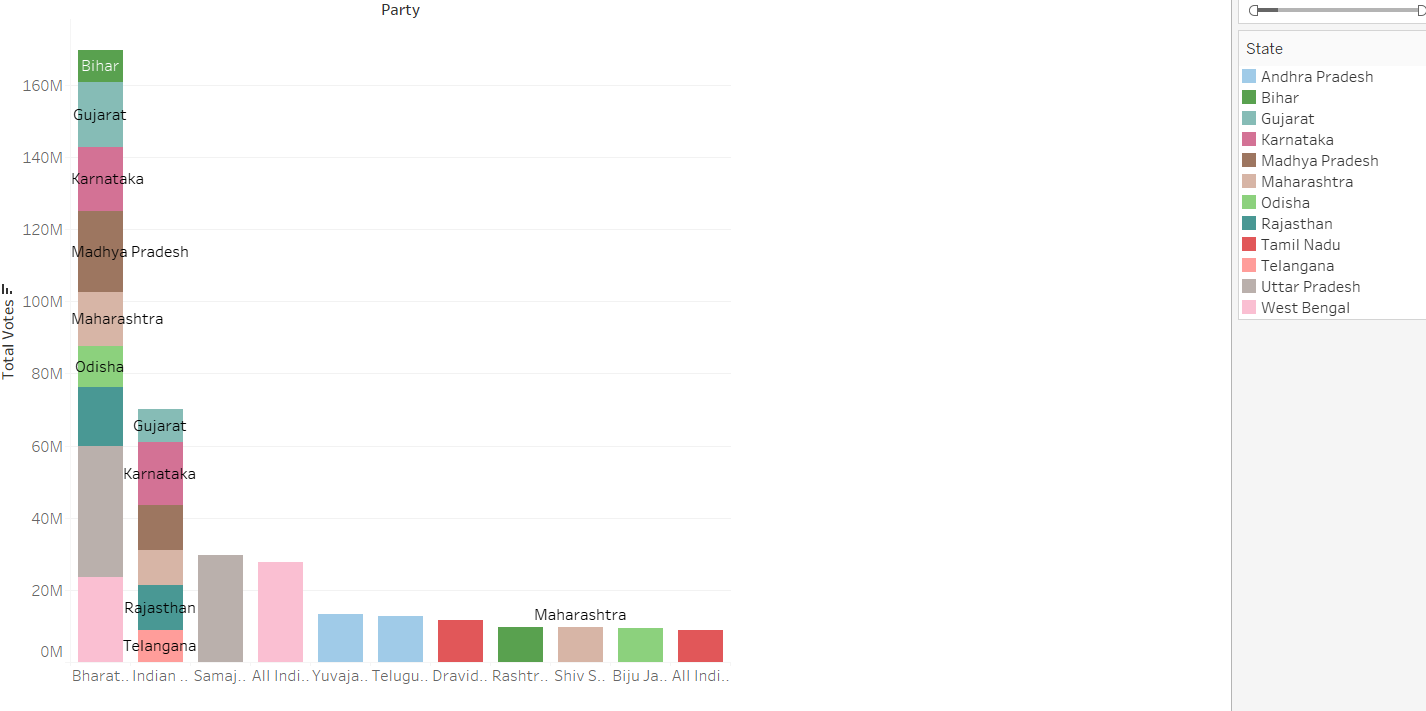 Party
Total Votes
160M
140M
120M
100M
80M
60M
40M
20M
0M
Bihar
Gujarat
Karnataka
Madhya Pradesh
Maharashtra
Odisha
Gujarat
Karnataka
Rajasthan
Telangana
Maharashtra
Bharat.. Indian .. Samaj.. All Indi.. Yuvaja.. Telugu.. Dravid.. Rashtr.. Shiv S.. Biju Ja.. All Indi..
State
Andhra Pradesh
Bihar
Gujarat
Karnataka
Madhya Pradesh
Maharashtra
Odisha
Rajasthan
Tamil Nadu
Telangana
Uttar Pradesh
West Bengal